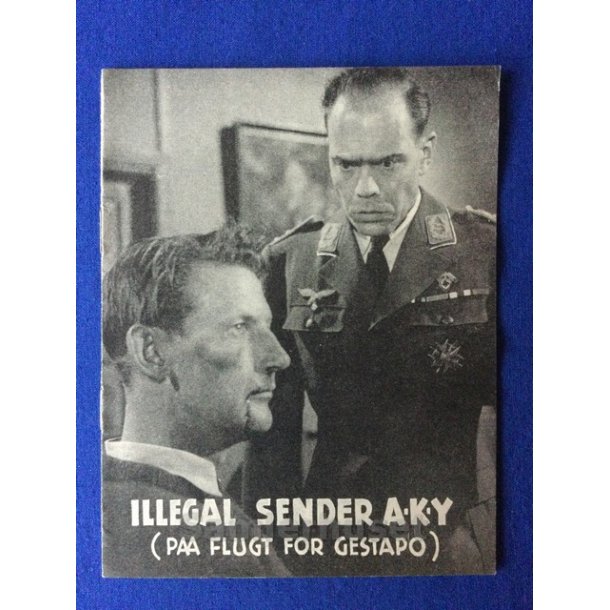 ILLEGAL SENDER A·K·Y
(PAA FLUGT FOR GESTAPO)